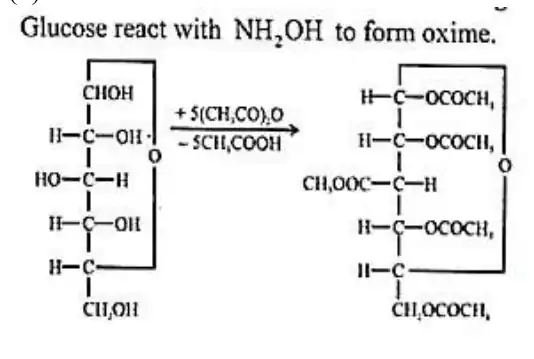 Glucose react with NH₂OH to form oxime.
CHOH
H–C–OH
HO–C–H
H–C–OH
H–C
CH₂OH
O
+ 5(CH₃CO)₂O
– 5CH₃COOH
H–C–OCOCH₃
H–C–OCOCH₃
CH₃OOC–C–H
H–C–OCOCH₃
H–C
CH₂OCOCH₃
O